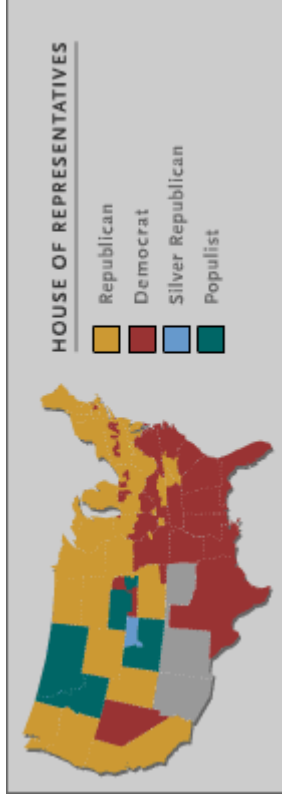 HOUSE OF REPRESENTATIVES
Republican
Democrat
Silver Republican
Populist